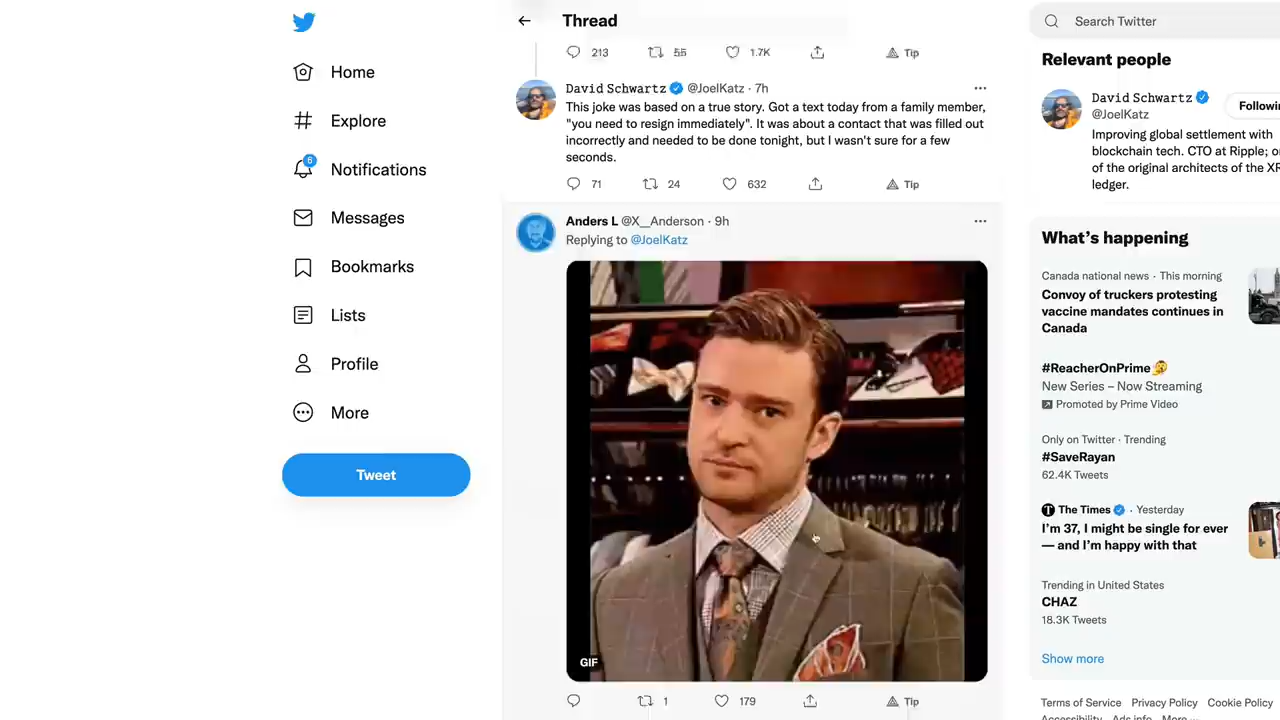 Thread
Search Twitter
Home
Explore
6
Notifications
Messages
Bookmarks
Lists
Profile
More
Tweet
213 55 1.7K Tip
David Schwartz @JoelKatz · 7h
This joke was based on a true story. Got a text today from a family member,
"you need to resign immediately". It was about a contact that was filled out
incorrectly and needed to be done tonight, but I wasn't sure for a few
seconds.
71 24 632 Tip
Anders L @X__Anderson · 9h
Replying to @JoelKatz
GIF
1 179 Tip
Relevant people
David Schwartz
@JoelKatz
Improving global settlement with
blockchain tech. CTO at Ripple;
of the original architects of the
ledger.
What's happening
Canada national news · This morning
Convoy of truckers protesting
vaccine mandates continues in
Canada
#ReacherOnPrime
New Series – Now Streaming
Promoted by Prime Video
Only on Twitter · Trending
#SaveRayan
62.4K Tweets
The Times · Yesterday
I'm 37, I might be single for ever
— and I'm happy with that
Trending in United States
CHAZ
18.3K Tweets
Show more
Terms of Service Privacy Policy Cookie Policy
Accessibility Ads info More ...